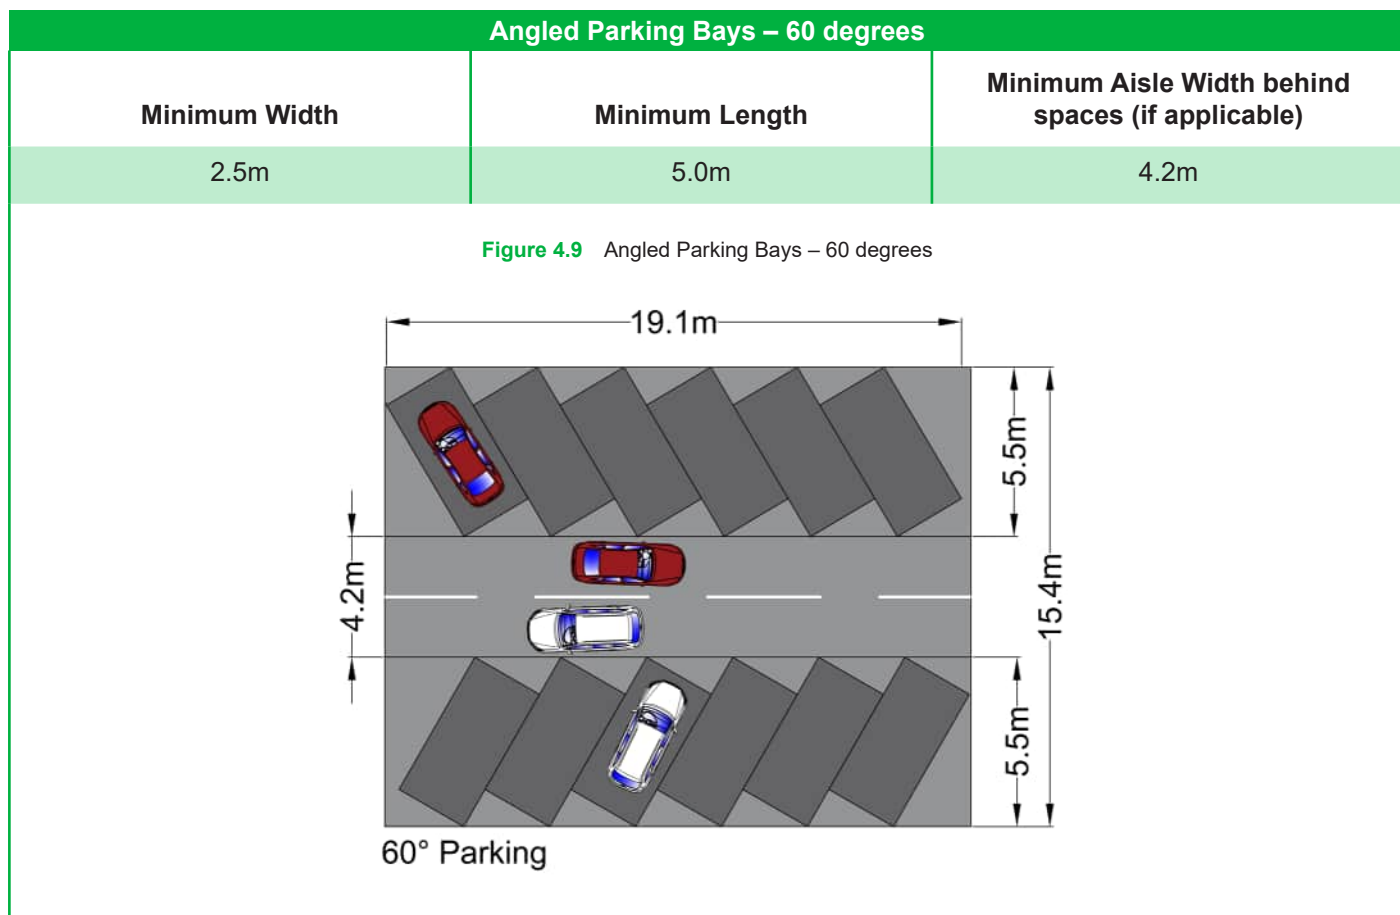 Angled Parking Bays – 60 degrees
Minimum Width
Minimum Length
Minimum Aisle Width behind
spaces (if applicable)
2.5m
5.0m
4.2m
Figure 4.9 Angled Parking Bays – 60 degrees
19.1m
5.5m
4.2m
15.4m
5.5m
60° Parking